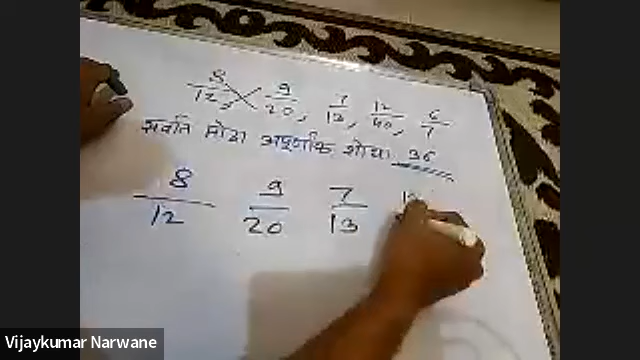 8/12, 9/20, 7/13, 12/40, 6/7
सर्वात मोठा अपूर्णांक शोधा. 36
8/12 9/20 7/13 1
Vijaykumar Narwane